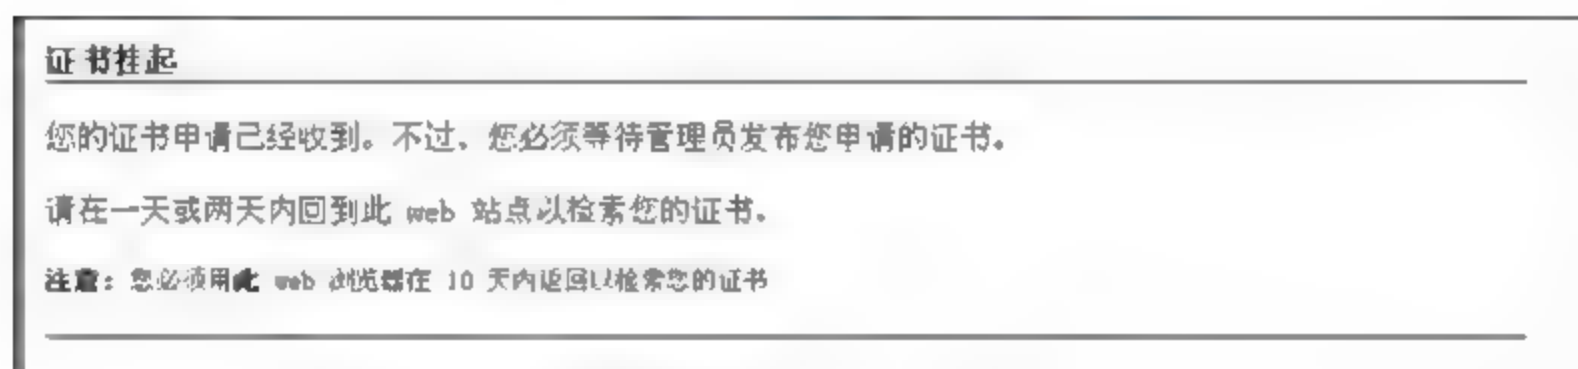 证书挂起
您的证书申请已经收到。不过，您必须等待管理员发布您申请的证书。
请在一天或两天内回到此 web 站点以检索您的证书。
注意: 您必须用此 web 浏览器在 10 天内返回以检索您的证书